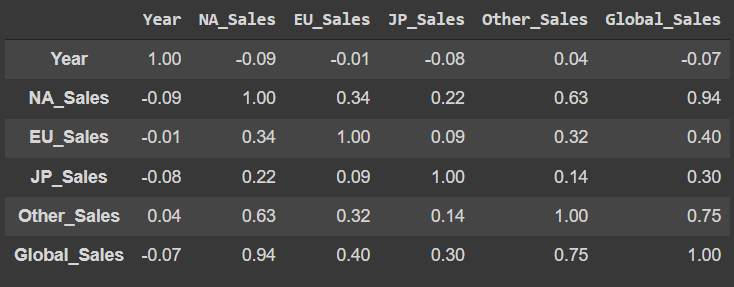 Year NA_Sales EU_Sales JP_Sales Other_Sales Global_Sales
Year 1.00 -0.09 -0.01 -0.08 0.04 -0.07
NA_Sales -0.09 1.00 0.34 0.22 0.63 0.94
EU_Sales -0.01 0.34 1.00 0.09 0.32 0.40
JP_Sales -0.08 0.22 0.09 1.00 0.14 0.30
Other_Sales 0.04 0.63 0.32 0.14 1.00 0.75
Global_Sales -0.07 0.94 0.40 0.30 0.75 1.00